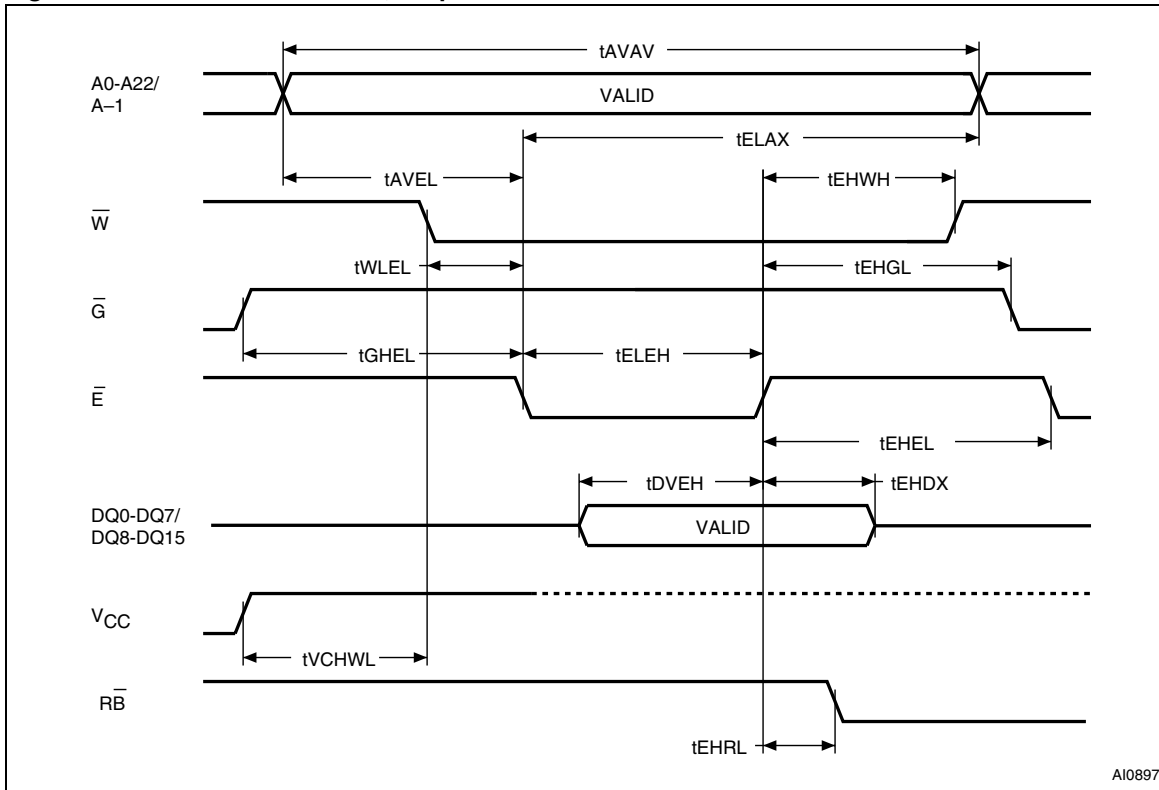 tAVAV
A0-A22/
A–1
VALID
tELAX
tAVEL
tEHWH
W̅
tWLEL
tEHGL
G̅
tGHEL
tELEH
E̅
tEHEL
tDVEH
tEHDX
DQ0-DQ7/
DQ8-DQ15
VALID
VCC
tVCHWL
RB̅
tEHRL
AI0897